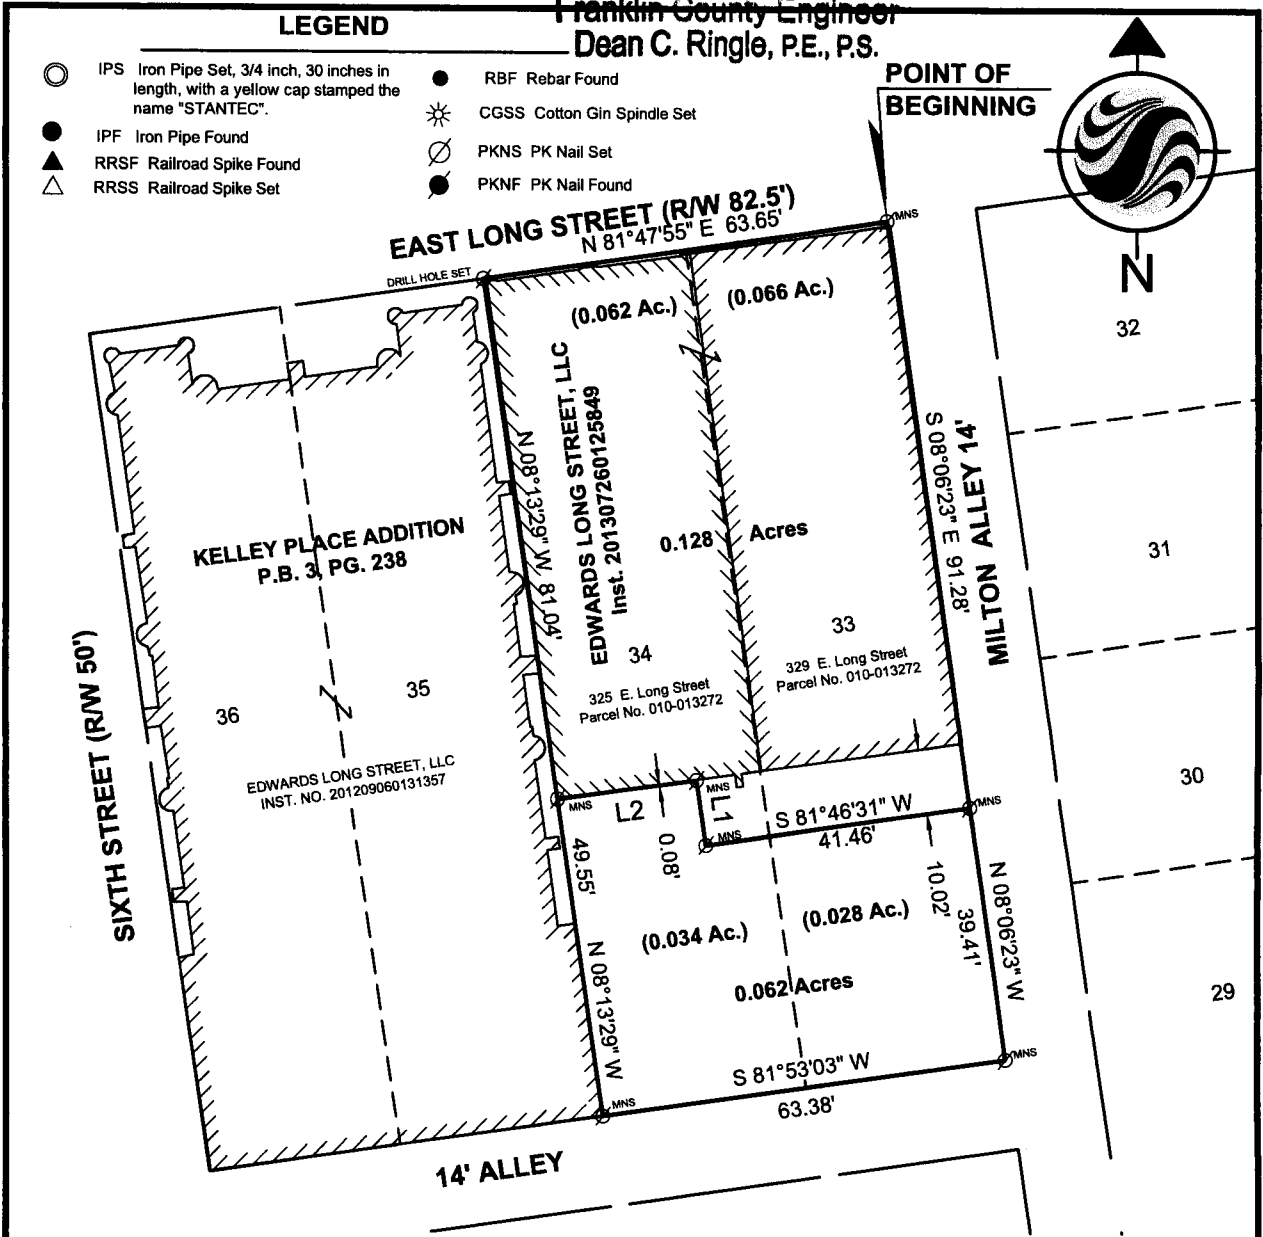 Franklin County Engineer
Dean C. Ringle, P.E., P.S.
LEGEND
IPS Iron Pipe Set, 3/4 inch, 30 inches in
length, with a yellow cap stamped the
name "STANTEC".
IPF Iron Pipe Found
RRSF Railroad Spike Found
RRSS Railroad Spike Set
RBF Rebar Found
CGSS Cotton Gin Spindle Set
PKNS PK Nail Set
PKNF PK Nail Found
POINT OF
BEGINNING
N
EAST LONG STREET (R/W 82.5')
N 81°47'55" E 63.65'
MNS
DRILL HOLE SET
(0.062 Ac.)
(0.066 Ac.)
32
EDWARDS LONG STREET, LLC
Inst. 201307260125849
N 08°13'29" W 81.04'
S 08°06'23" E 91.28'
MILTON ALLEY 14'
KELLEY PLACE ADDITION
P.B. 3, PG. 238
0.128 Acres
31
SIXTH STREET (R/W 50')
34
33
325 E. Long Street
Parcel No. 010-013272
329 E. Long Street
Parcel No. 010-013272
36
35
EDWARDS LONG STREET, LLC
INST. NO. 201209060131357
30
MNS
L2
MNS
L1
MNS
S 81°46'31" W
41.46'
MNS
49.55'
0.08'
10.02'
39.41'
N 08°06'23" W
(0.034 Ac.)
(0.028 Ac.)
0.062 Acres
29
N 08°13'29" W
S 81°53'03" W
63.38'
MNS
MNS
14' ALLEY